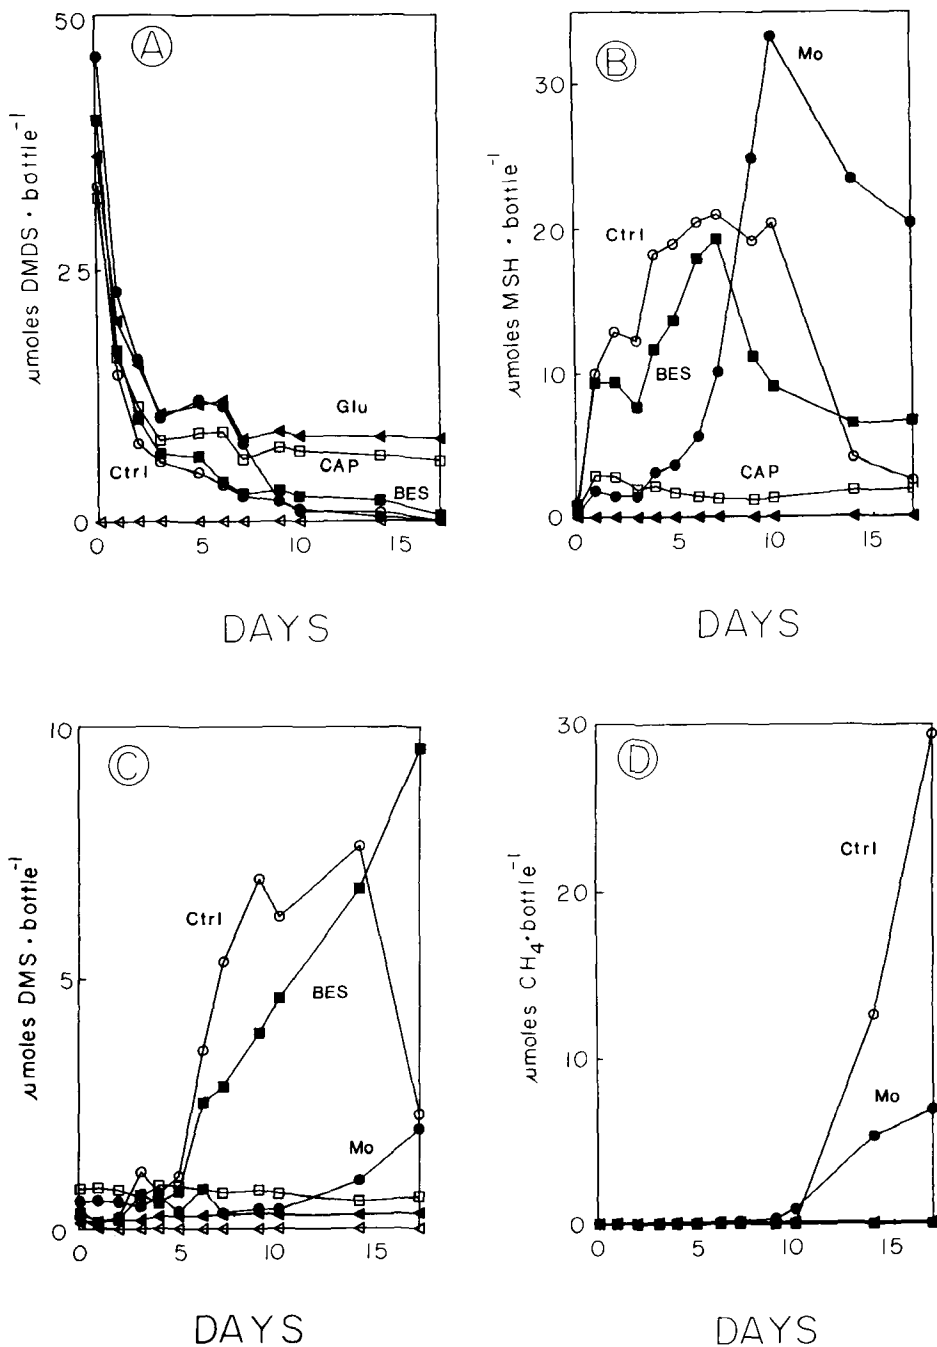 50
A
μmoles DMDS · bottle⁻¹
25
Glu
CAP
Ctrl
BES
0
0 5 10 15
DAYS
B
Mo
μmoles MSH · bottle⁻¹
30
Ctrl
20
BES
10
CAP
0
0 5 10 15
DAYS
10
C
μmoles DMS · bottle⁻¹
Ctrl
BES
5
Mo
0
0 5 10 15
DAYS
30
D
μmoles CH₄ · bottle⁻¹
Ctrl
20
10
Mo
0
0 5 10 15
DAYS